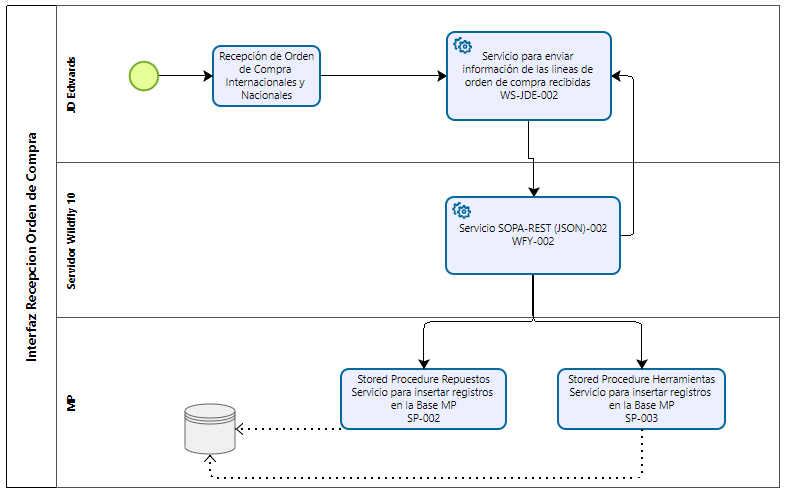 Interfaz Recepcion Orden de Compra
JD Edwards
Recepción de Orden
de Compra
Internacionales y
Nacionales
Servicio para enviar
información de las lineas de
orden de compra recibidas
WS-JDE-002
Servidor Wildfly 10
Servicio SOPA-REST (JSON)-002
WFY-002
MP
Stored Procedure Repuestos
Servicio para insertar registros
en la Base MP
SP-002
Stored Procedure Herramientas
Servicio para insertar registros
en la Base MP
SP-003